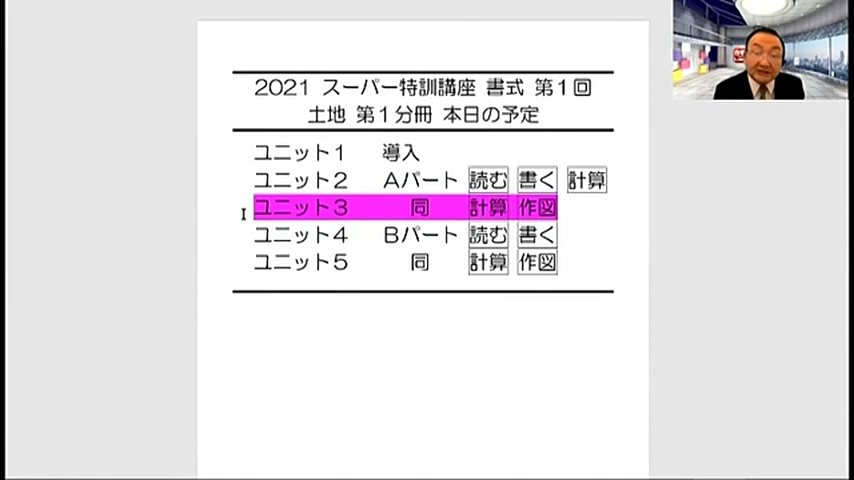 2021 スーパー特訓講座 書式 第1回
土地 第1分冊 本日の予定
ユニット1 導入
ユニット2 Aパート 読む 書く 計算
ユニット3 同 計算 作図
ユニット4 Bパート 読む 書く
ユニット5 同 計算 作図